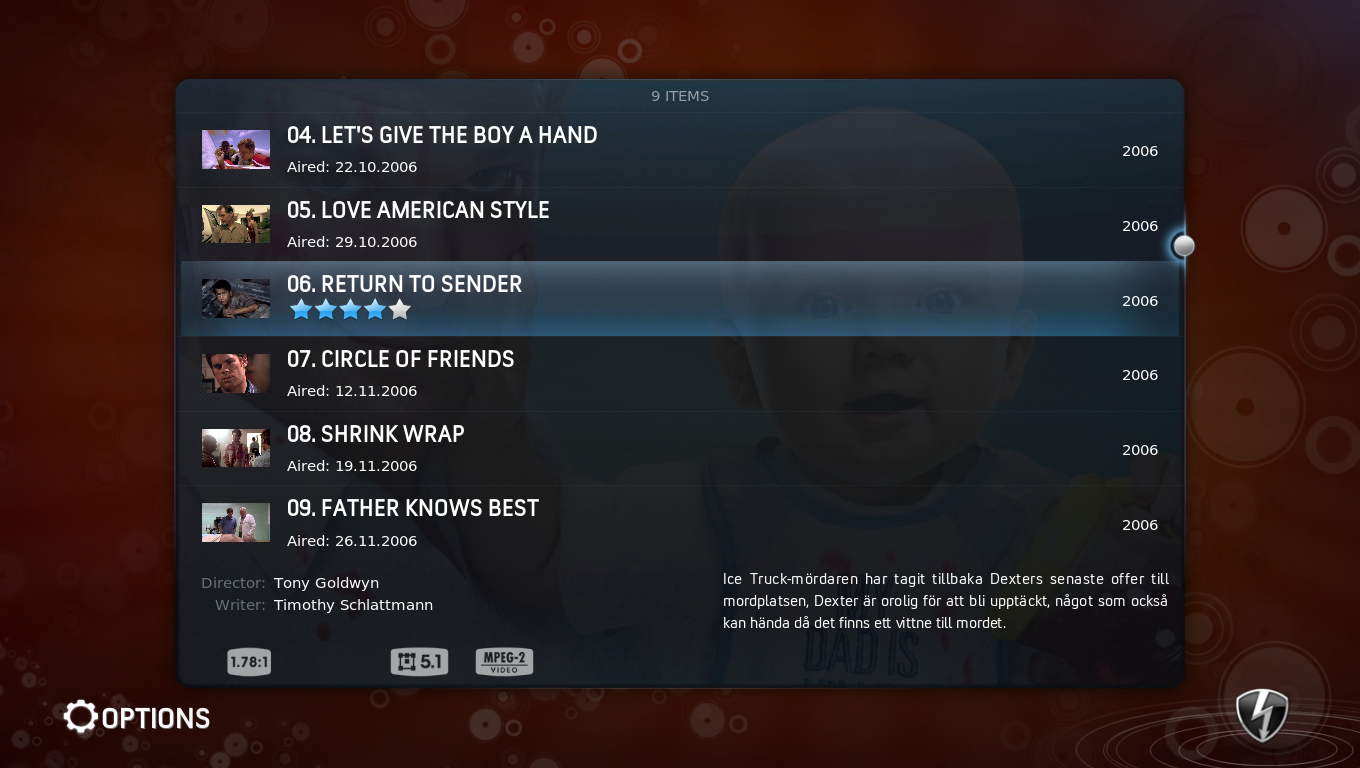 9 ITEMS
04. LET'S GIVE THE BOY A HAND
Aired: 22.10.2006
2006
05. LOVE AMERICAN STYLE
Aired: 29.10.2006
2006
06. RETURN TO SENDER
2006
07. CIRCLE OF FRIENDS
Aired: 12.11.2006
2006
08. SHRINK WRAP
Aired: 19.11.2006
2006
09. FATHER KNOWS BEST
Aired: 26.11.2006
2006
Director: Tony Goldwyn
Writer: Timothy Schlattmann
Ice Truck-mördaren har tagit tillbaka Dexters senaste offer till
mordplatsen, Dexter är orolig för att bli upptäckt, något som också
kan hända då det finns ett vittne till mordet.
MY
DAD IS
1.78:1
5.1
MPEG-2
VIDEO
OPTIONS